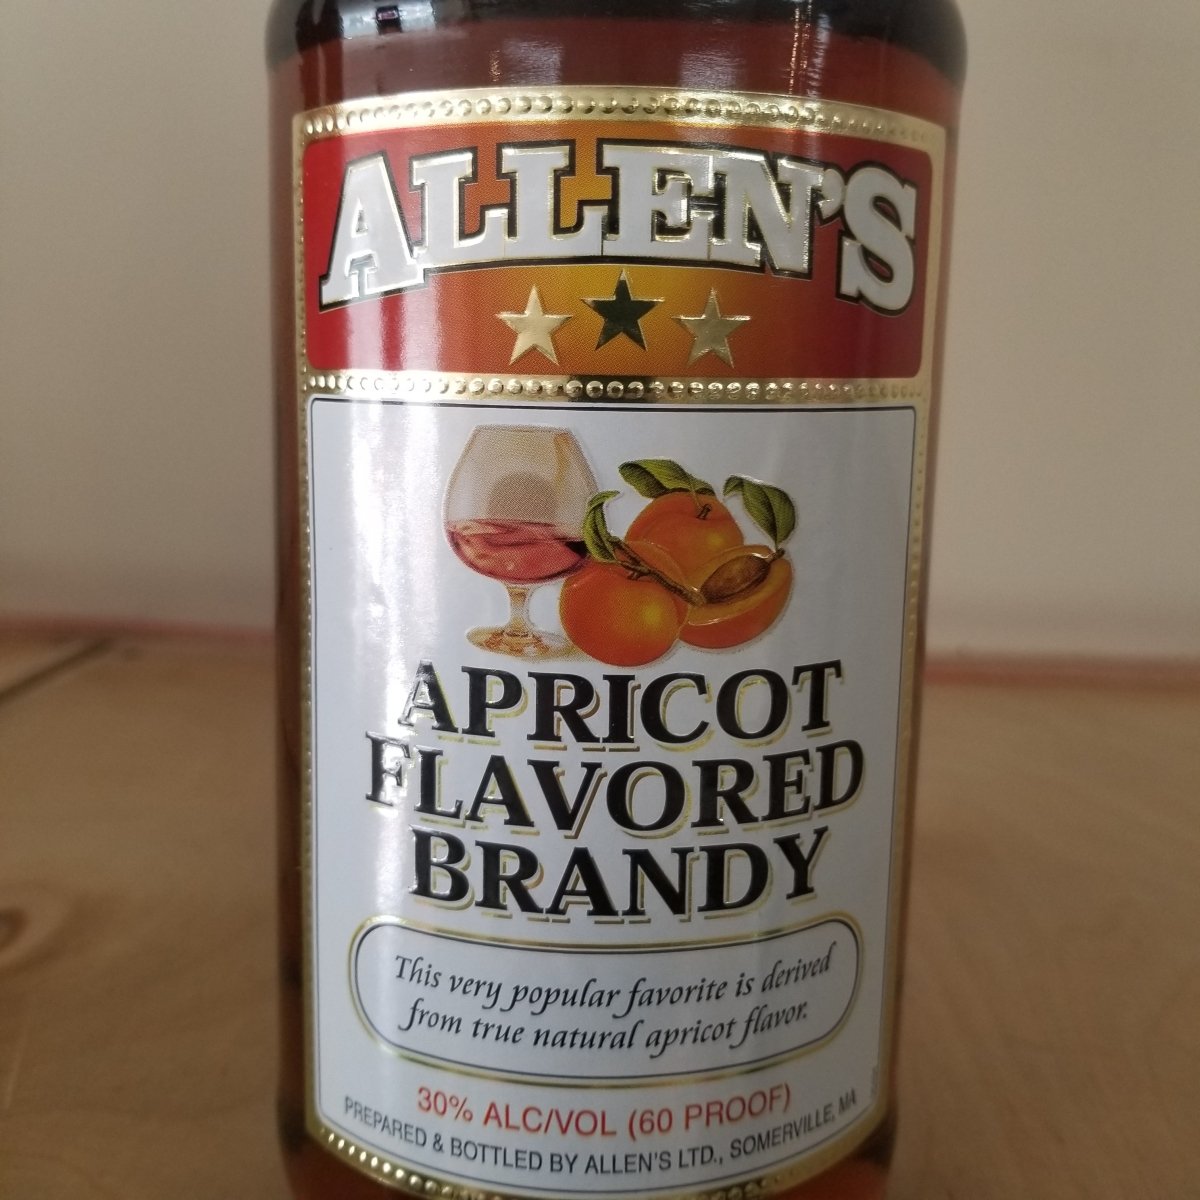 ALLEN'S
APRICOT
FLAVORED
BRANDY
This very popular favorite is derived
from true natural apricot flavor.
30% ALC/VOL (60 PROOF)
PREPARED & BOTTLED BY ALLEN'S LTD., SOMERVILLE, MA